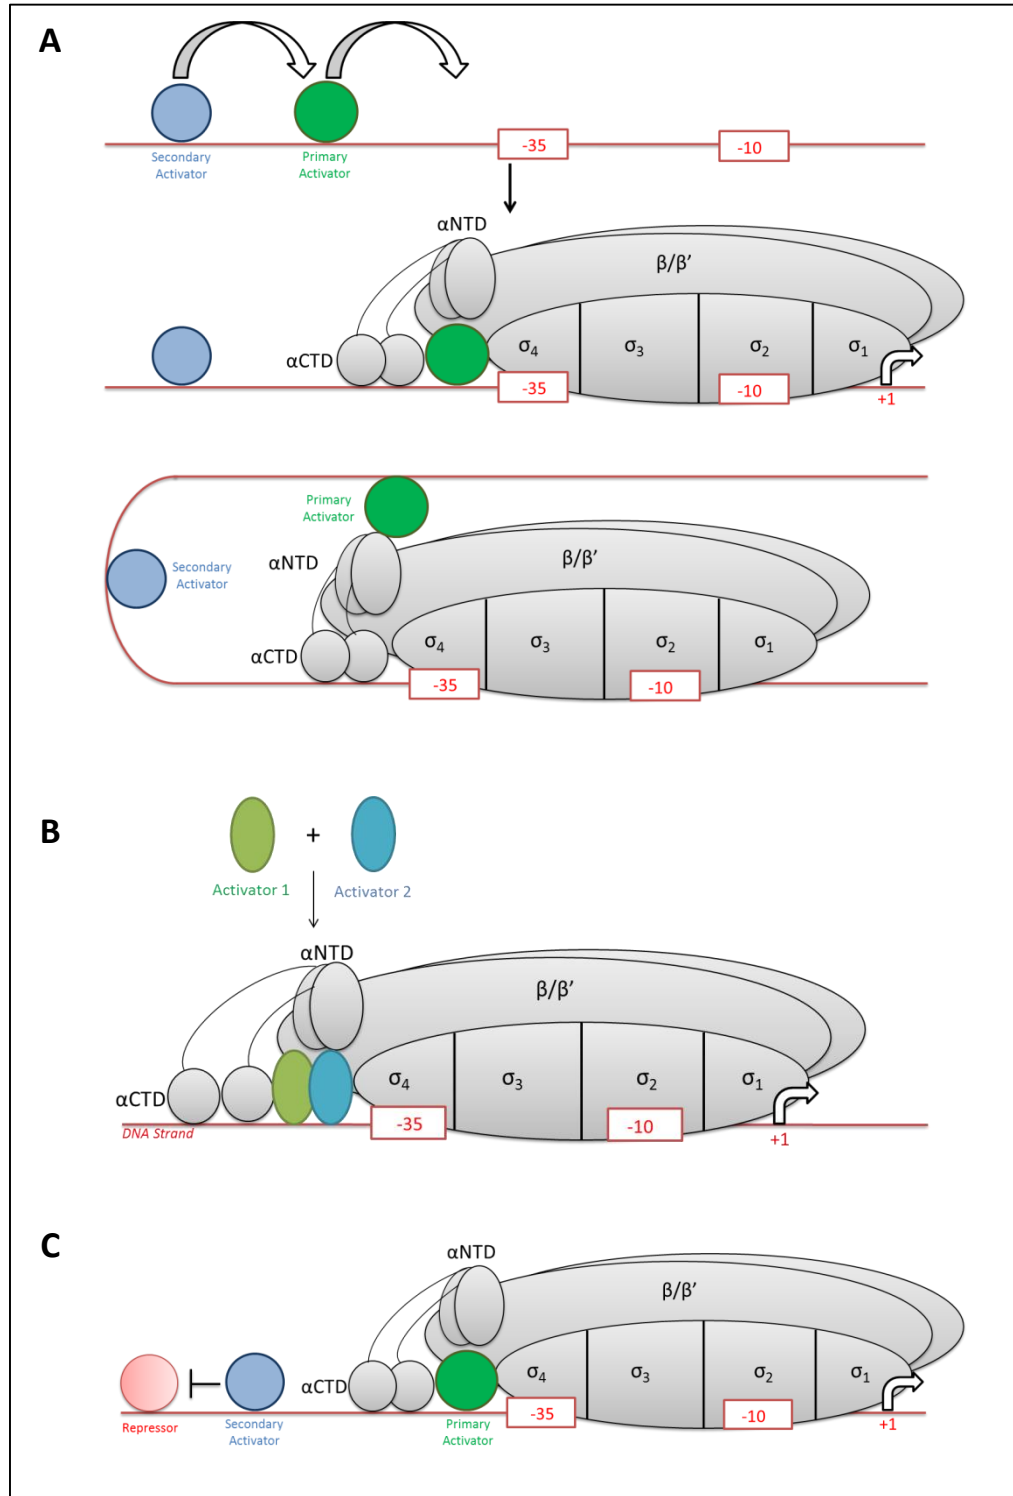 A
Secondary
Activator
Primary
Activator
-35
-10
αNTD
β/β’
αCTD
σ4
σ3
σ2
σ1
-35
-10
+1
Primary
Activator
αNTD
β/β’
Secondary
Activator
αCTD
σ4
σ3
σ2
σ1
-35
-10
B
+
Activator 1
Activator 2
αNTD
β/β’
αCTD
σ4
σ3
σ2
σ1
DNA Strand
-35
-10
+1
C
αNTD
β/β’
αCTD
σ4
σ3
σ2
σ1
-35
-10
+1
Repressor
Secondary
Activator
Primary
Activator